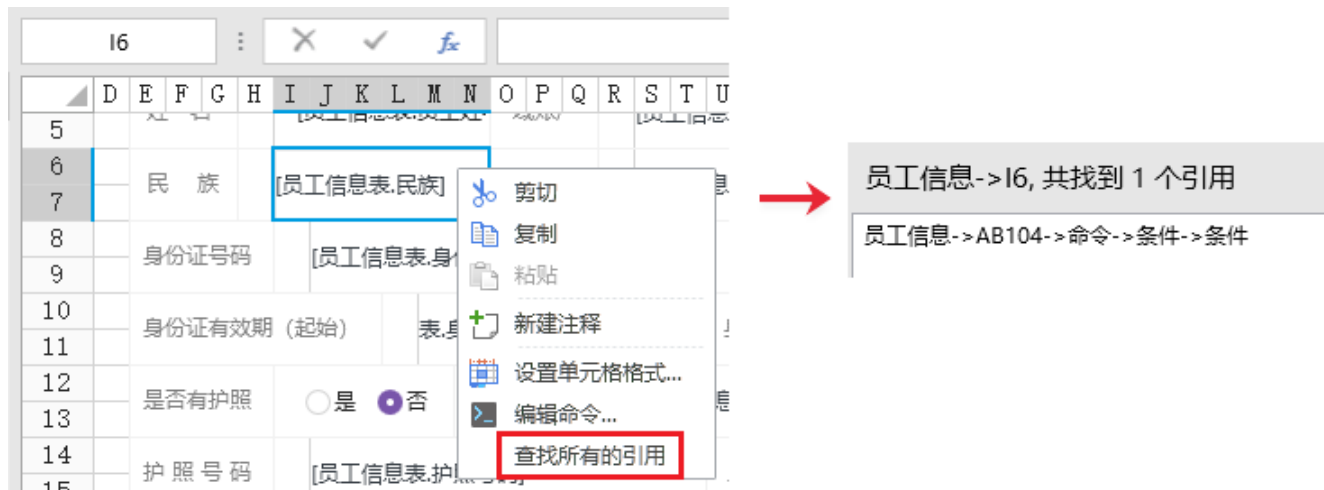 I6
fx
D E F G H I J K L M N O P Q R S T U
5
6
民 族
[员工信息表.民族]
7
8
身份证号码
[员工信息表.身
9
10
身份证有效期（起始）
表.身
11
12
是否有护照
是
否
13
14
护 照 号 码
[员工信息表.护照号码]
15
剪切
复制
粘贴
新建注释
设置单元格格式...
编辑命令...
查找所有的引用
员工信息->I6, 共找到 1 个引用
员工信息->AB104->命令->条件->条件